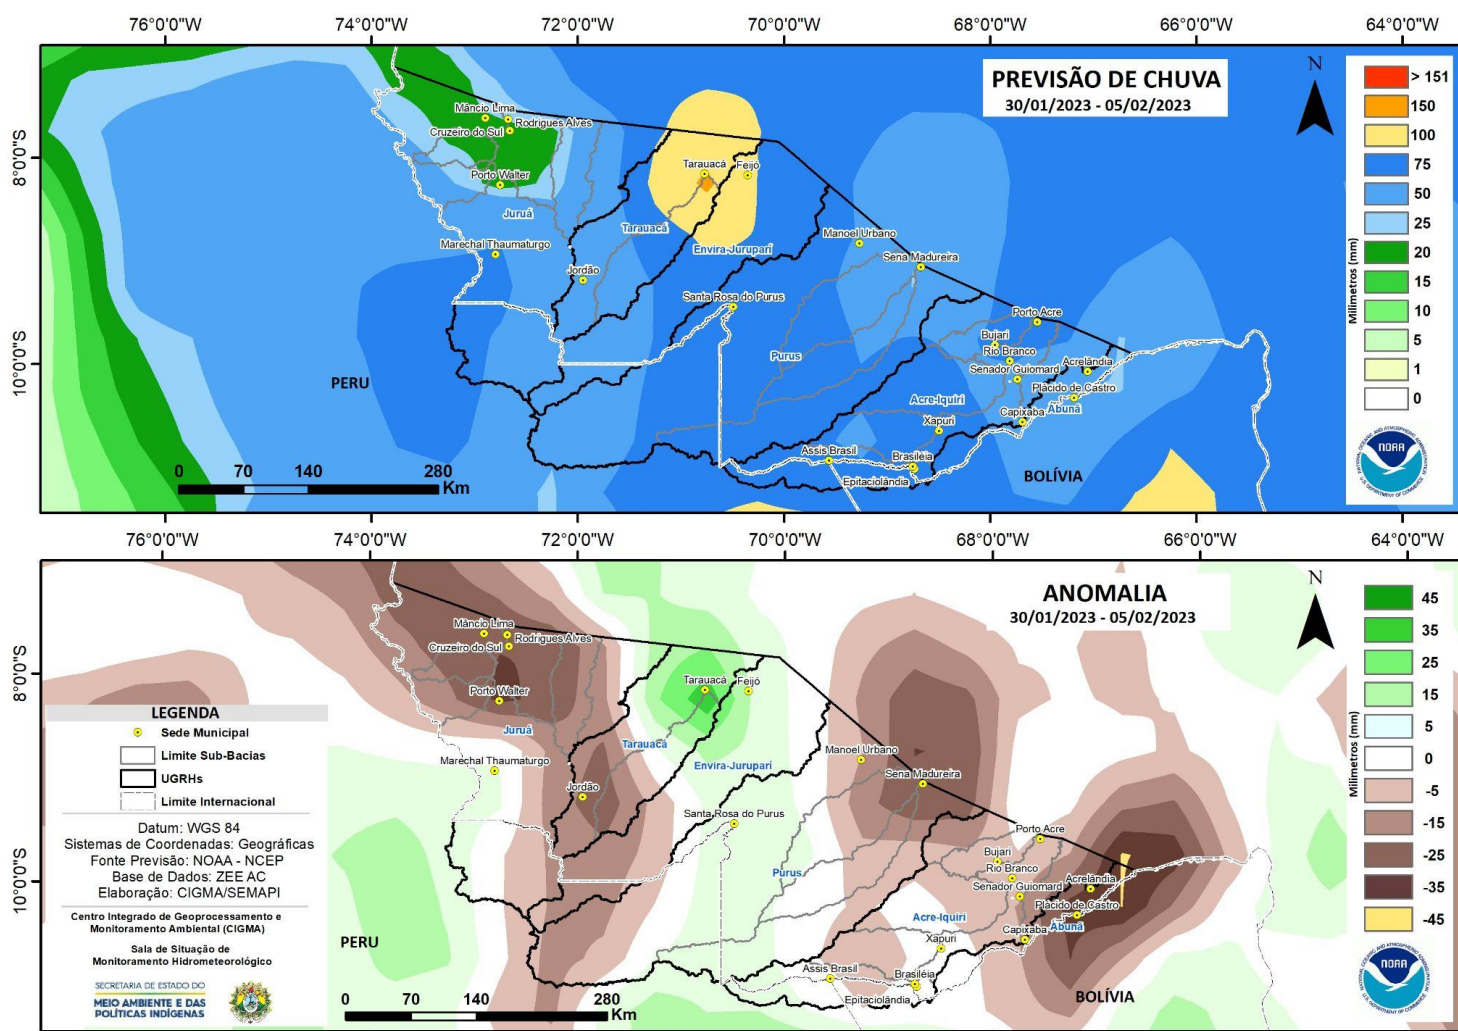 76°0'0"W 74°0'0"W 72°0'0"W 70°0'0"W 68°0'0"W 66°0'0"W 64°0'0"W
8°0'0"S
10°0'0"S
PREVISÃO DE CHUVA
30/01/2023 - 05/02/2023
N
> 151
150
100
75
50
25
20
15
10
5
1
0
Milímetros (mm)
NOAA
Mâncio Lima
Rodrigues Alves
Cruzeiro do Sul
Porto Walter
Juruá
Marechal Thaumaturgo
Jordão
Tarauacá
Feijó
Tarauacá
Envira-Juruparí
Manoel Urbano
Sena Madureira
Santa Rosa do Purus
Purus
Porto Acre
Bujari
Rio Branco
Senador Guiomard
Acrelândia
Plácido de Castro
Abunã
Acre-Iquiri
Capixaba
Xapuri
Assis Brasil
Brasiléia
Epitaciolândia
PERU
BOLÍVIA
0 70 140 280
Km
76°0'0"W 74°0'0"W 72°0'0"W 70°0'0"W 68°0'0"W 66°0'0"W 64°0'0"W
8°0'0"S
10°0'0"S
ANOMALIA
30/01/2023 - 05/02/2023
N
45
35
25
15
5
0
-5
-15
-25
-35
-45
Milímetros (mm)
NOAA
Mâncio Lima
Rodrigues Alves
Cruzeiro do Sul
Porto Walter
Juruá
Marechal Thaumaturgo
Jordão
Tarauacá
Feijó
Tarauacá
Envira-Juruparí
Manoel Urbano
Sena Madureira
Santa Rosa do Purus
Purus
Porto Acre
Bujari
Rio Branco
Senador Guiomard
Acrelândia
Plácido de Castro
Abunã
Acre-Iquiri
Capixaba
Xapuri
Assis Brasil
Brasiléia
Epitaciolândia
PERU
BOLÍVIA
0 70 140 280
Km
LEGENDA
Sede Municipal
Limite Sub-Bacias
UGRHs
Limite Internacional
Datum: WGS 84
Sistemas de Coordenadas: Geográficas
Fonte Previsão: NOAA - NCEP
Base de Dados: ZEE AC
Elaboração: CIGMA/SEMAPI
Centro Integrado de Geoprocessamento e
Monitoramento Ambiental (CIGMA)
Sala de Situação de
Monitoramento Hidrometeorológico
SECRETARIA DE ESTADO DO
MEIO AMBIENTE E DAS
POLÍTICAS INDÍGENAS